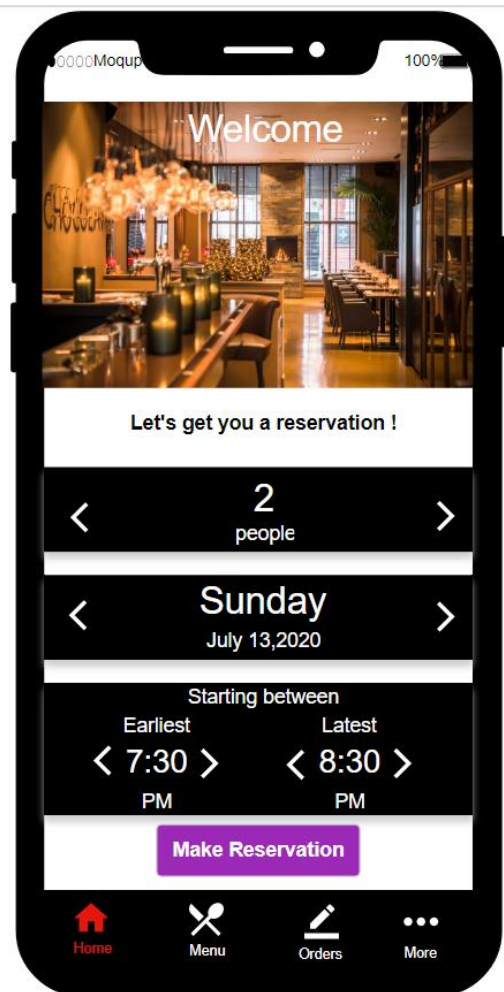 Moqup 100%
Welcome
Let's get you a reservation !
2
people
Sunday
July 13,2020
Starting between
Earliest Latest
7:30 8:30
PM PM
Make Reservation
Home Menu Orders More